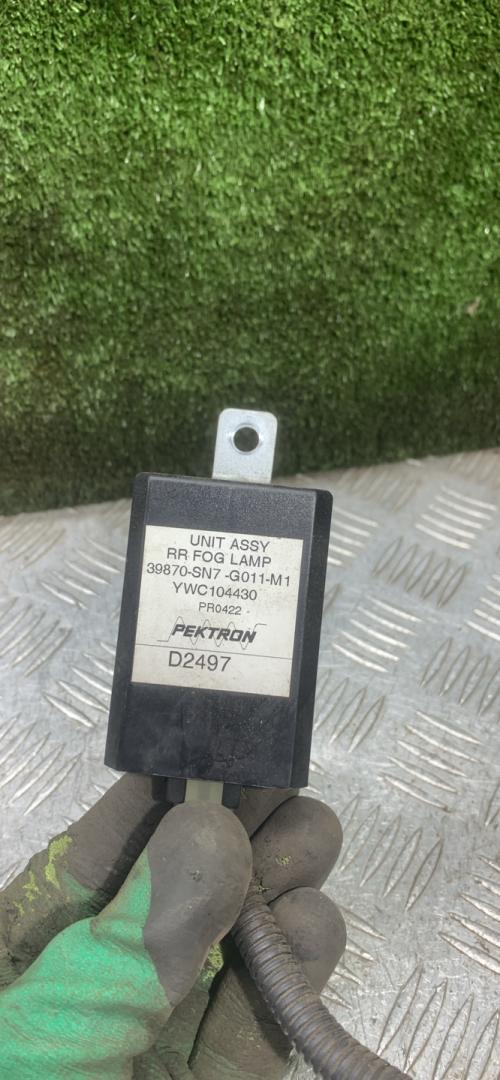 UNIT ASSY
RR FOG LAMP
39870-SN7 -G011-M1
YWC104430
PR0422
PEKTRON
D2497